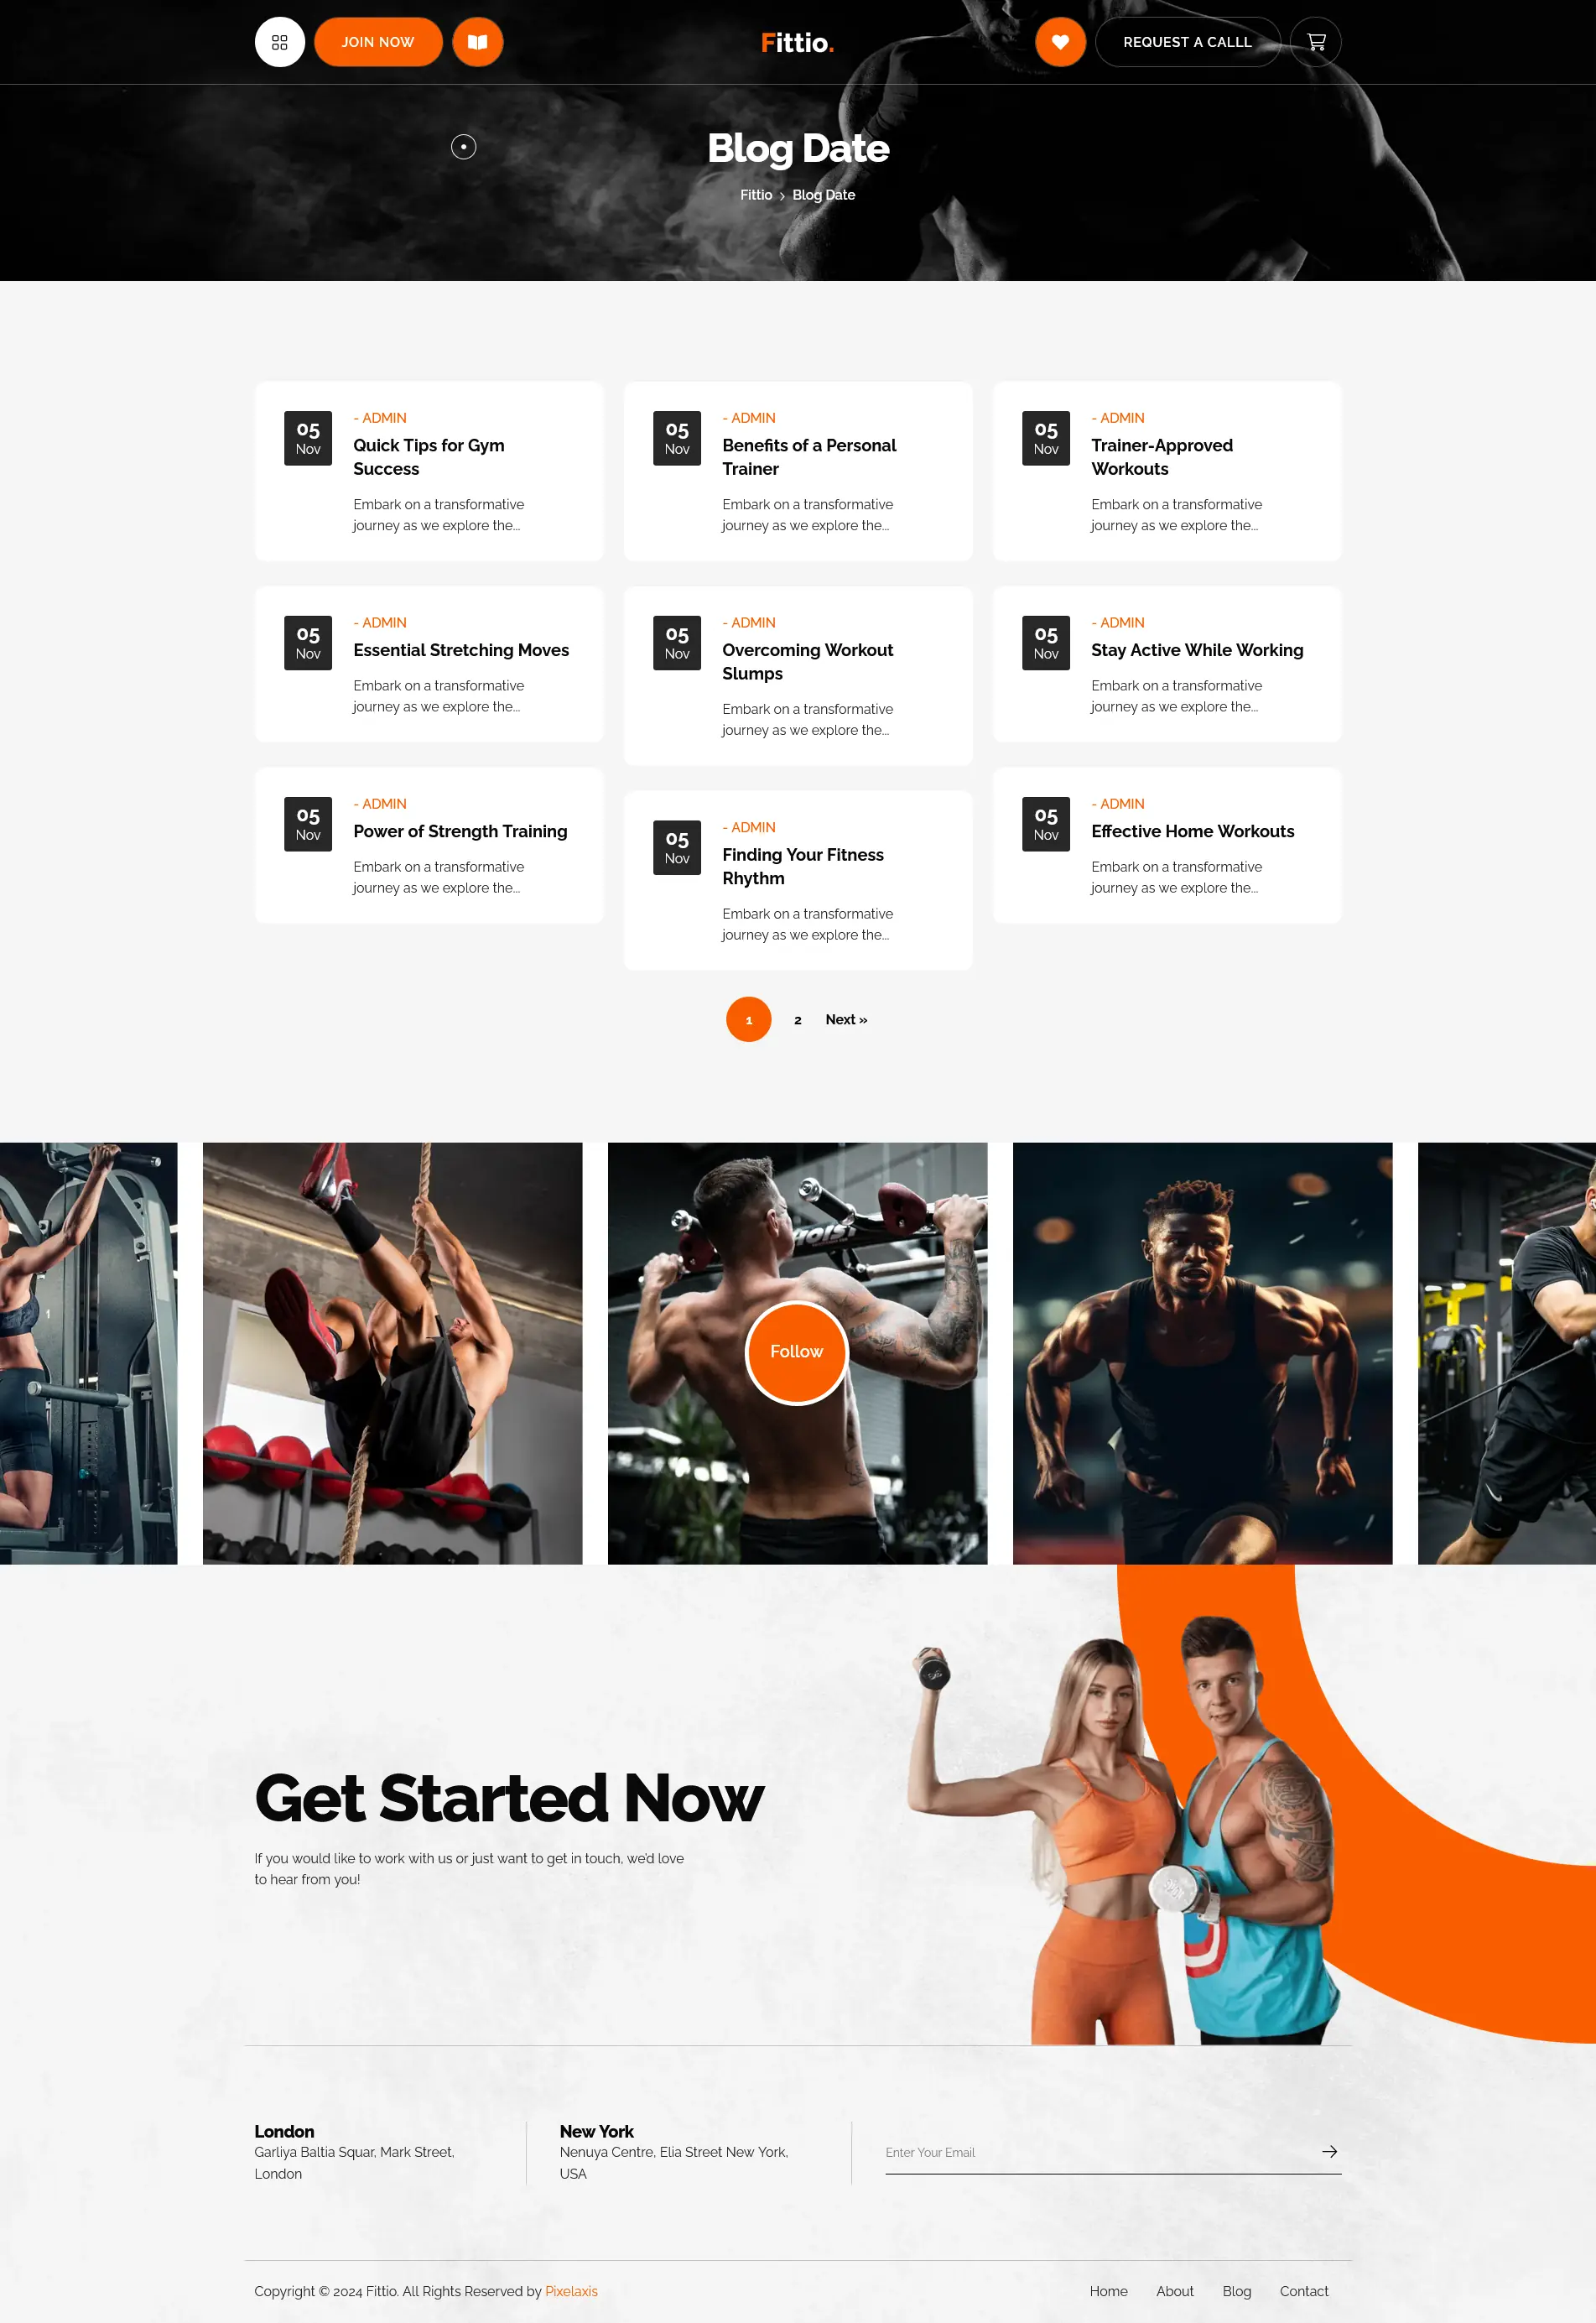 JOIN NOW
Fittio.
REQUEST A CALLL
Blog Date
Fittio
Blog Date
05
Nov
- ADMIN
Quick Tips for Gym
Success
Embark on a transformative
journey as we explore the...
05
Nov
- ADMIN
Benefits of a Personal
Trainer
Embark on a transformative
journey as we explore the...
05
Nov
- ADMIN
Trainer-Approved
Workouts
Embark on a transformative
journey as we explore the...
05
Nov
- ADMIN
Essential Stretching Moves
Embark on a transformative
journey as we explore the...
05
Nov
- ADMIN
Overcoming Workout
Slumps
Embark on a transformative
journey as we explore the...
05
Nov
- ADMIN
Stay Active While Working
Embark on a transformative
journey as we explore the...
05
Nov
- ADMIN
Power of Strength Training
Embark on a transformative
journey as we explore the...
05
Nov
- ADMIN
Finding Your Fitness
Rhythm
Embark on a transformative
journey as we explore the...
05
Nov
- ADMIN
Effective Home Workouts
Embark on a transformative
journey as we explore the...
1
2
Next »
HOIST
Follow
Get Started Now
If you would like to work with us or just want to get in touch, we'd love
to hear from you!
London
Garliya Baltia Squar, Mark Street,
London
New York
Nenuya Centre, Elia Street New York,
USA
Enter Your Email
Copyright © 2024 Fittio. All Rights Reserved by Pixelaxis
Home
About
Blog
Contact